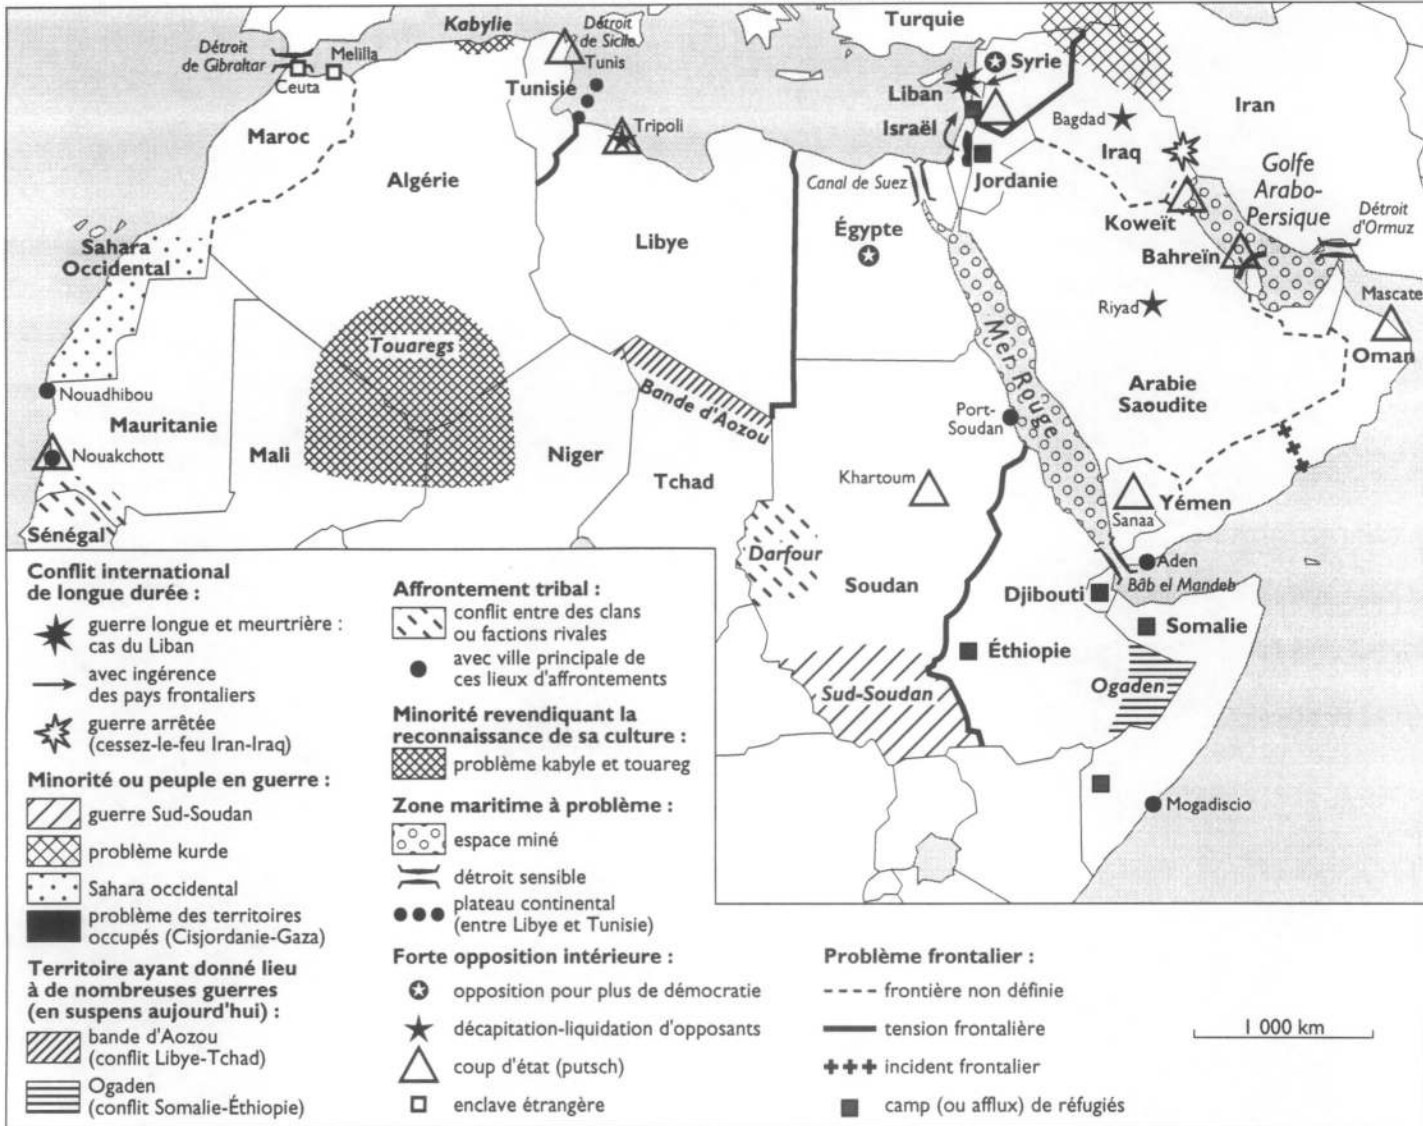 Kabylie
Détroit
de Sicile
Turquie
Détroit
de Gibraltar
Melilla
Ceuta
Tunis
Tunisie
Syrie
Liban
Israël
Bagdad
Iran
Maroc
Tripoli
Iraq
Algérie
Canal de Suez
Jordanie
Golfe
Arabo-
Persique
Koweït
Détroit
d'Ormuz
Sahara
Occidental
Libye
Égypte
Bahreïn
Mascate
Riyad
Oman
Touaregs
Mer Rouge
Nouadhibou
Bande d'Aozou
Arabie
Saoudite
Mauritanie
Port-
Soudan
Nouakchott
Mali
Niger
Tchad
Khartoum
Yémen
Sanaa
Sénégal
Darfour
Aden
Bâb el Mandeb
Soudan
Djibouti
Somalie
Éthiopie
Ogaden
Sud-Soudan
Mogadiscio
Conflit international
de longue durée :
guerre longue et meurtrière :
cas du Liban
avec ingérence
des pays frontaliers
guerre arrêtée
(cessez-le-feu Iran-Iraq)
Minorité ou peuple en guerre :
guerre Sud-Soudan
problème kurde
Sahara occidental
problème des territoires
occupés (Cisjordanie-Gaza)
Territoire ayant donné lieu
à de nombreuses guerres
(en suspens aujourd'hui) :
bande d'Aozou
(conflit Libye-Tchad)
Ogaden
(conflit Somalie-Éthiopie)
Affrontement tribal :
conflit entre des clans
ou factions rivales
avec ville principale de
ces lieux d'affrontements
Minorité revendiquant la
reconnaissance de sa culture :
problème kabyle et touareg
Zone maritime à problème :
espace miné
détroit sensible
plateau continental
(entre Libye et Tunisie)
Forte opposition intérieure :
opposition pour plus de démocratie
décapitation-liquidation d'opposants
coup d'état (putsch)
enclave étrangère
Problème frontalier :
frontière non définie
tension frontalière
incident frontalier
camp (ou afflux) de réfugiés
1 000 km